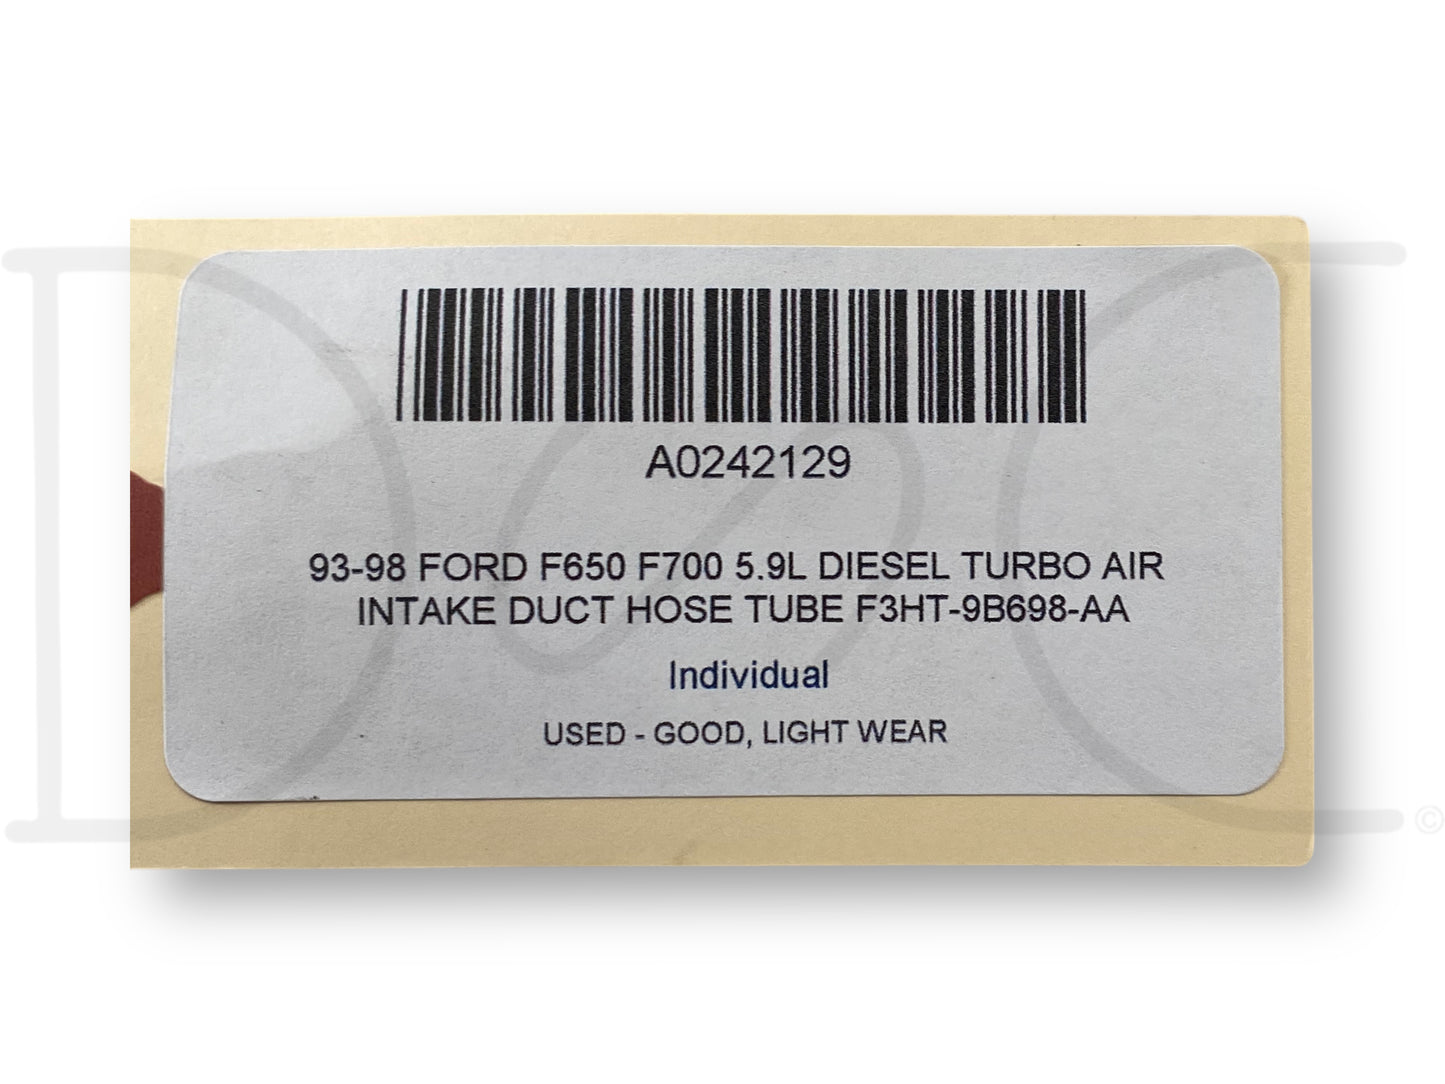 A0242129
93-98 FORD F650 F700 5.9L DIESEL TURBO AIR
INTAKE DUCT HOSE TUBE F3HT-9B698-AA
Individual
USED - GOOD, LIGHT WEAR
©